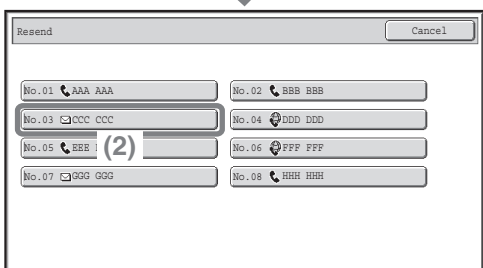 Resend Cancel
No.01 AAA AAA No.02 BBB BBB
No.03 CCC CCC No.04 DDD DDD
No.05 EEE No.06 FFF FFF
(2)
No.07 GGG GGG No.08 HHH HHH